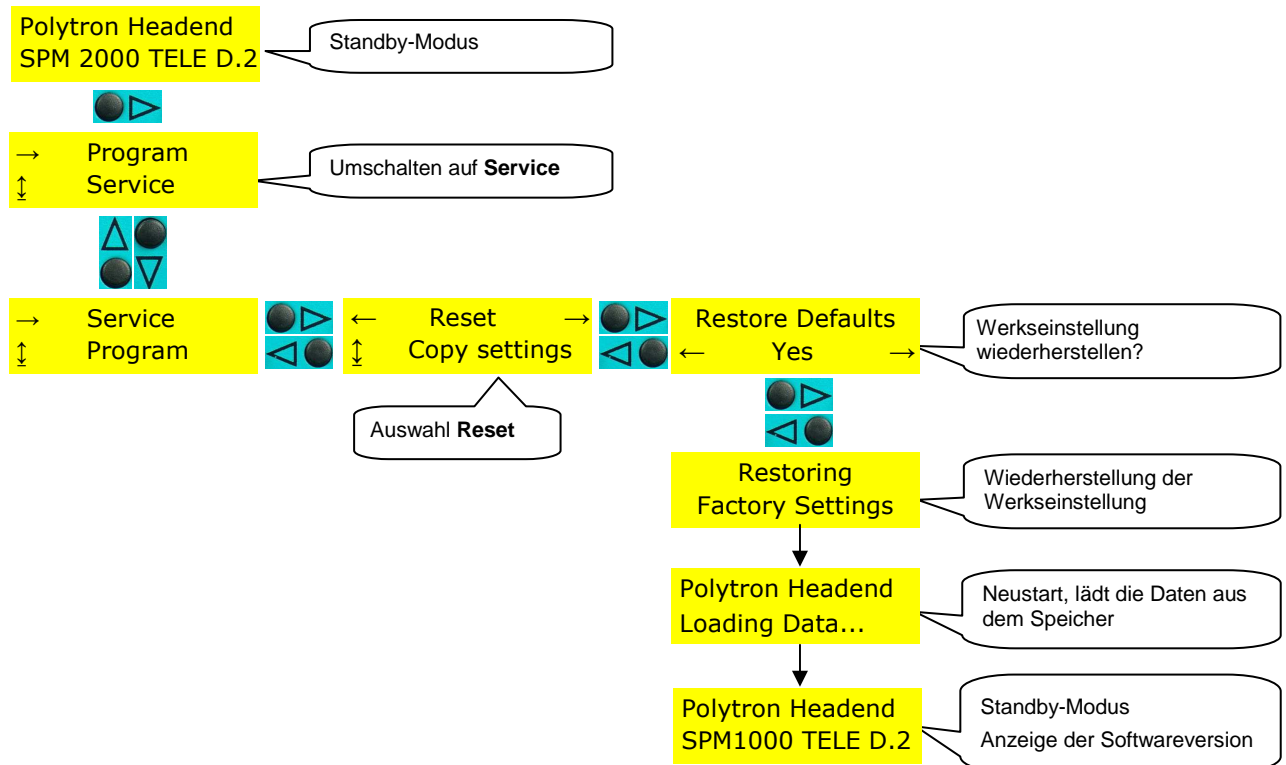 Polytron Headend
SPM 2000 TELE D.2
Standby-Modus
→ Program
↨ Service
Umschalten auf Service
→ Service
↨ Program
← Reset →
↨ Copy settings
Restore Defaults
← Yes →
Werkseinstellung
wiederherstellen?
Auswahl Reset
Restoring
Factory Settings
Wiederherstellung der
Werkseinstellung
Polytron Headend
Loading Data...
Neustart, lädt die Daten aus
dem Speicher
Polytron Headend
SPM1000 TELE D.2
Standby-Modus
Anzeige der Softwareversion